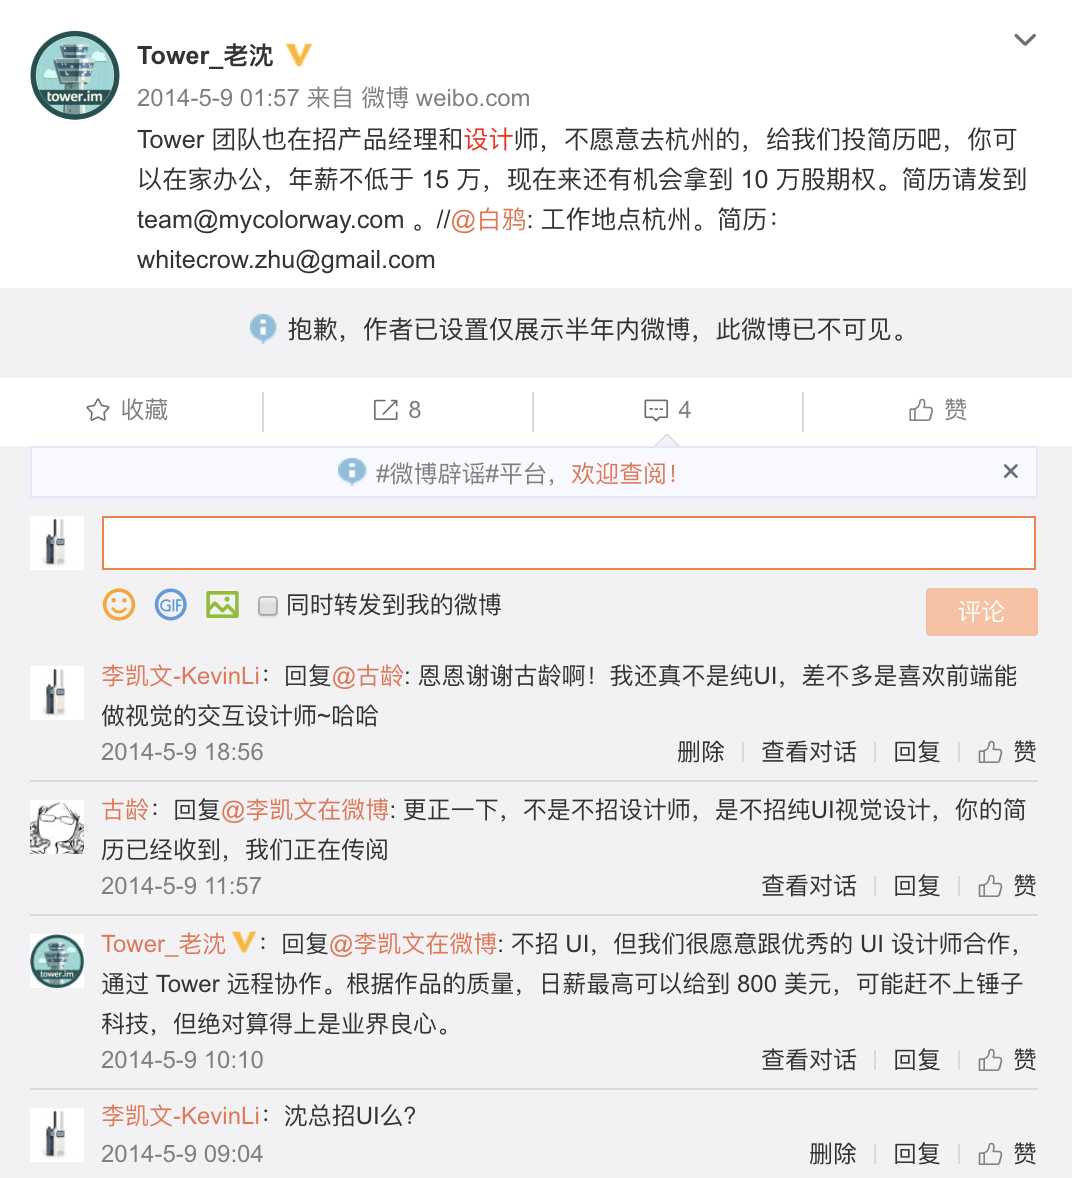 tower.im
Tower_老沈
2014-5-9 01:57 来自 微博 weibo.com
Tower 团队也在招产品经理和设计师，不愿意去杭州的，给我们投简历吧，你可
以在家办公，年薪不低于 15 万，现在来还有机会拿到 10 万股期权。简历请发到
team@mycolorway.com 。//@白鸦: 工作地点杭州。简历：
whitecrow.zhu@gmail.com
抱歉，作者已设置仅展示半年内微博，此微博已不可见。
收藏 8 4 赞
#微博辟谣#平台，欢迎查阅！
GIF 同时转发到我的微博 评论
李凯文-KevinLi：回复@古龄: 恩恩谢谢古龄啊！我还真不是纯UI，差不多是喜欢前端能
做视觉的交互设计师~哈哈
2014-5-9 18:56 删除 查看对话 回复 赞
古龄：回复@李凯文在微博: 更正一下，不是不招设计师，是不招纯UI视觉设计，你的简
历已经收到，我们正在传阅
2014-5-9 11:57 查看对话 回复 赞
tower.im
Tower_老沈：回复@李凯文在微博: 不招 UI，但我们很愿意跟优秀的 UI 设计师合作，
通过 Tower 远程协作。根据作品的质量，日薪最高可以给到 800 美元，可能赶不上锤子
科技，但绝对算得上是业界良心。
2014-5-9 10:10 查看对话 回复 赞
李凯文-KevinLi：沈总招UI么?
2014-5-9 09:04 删除 回复 赞